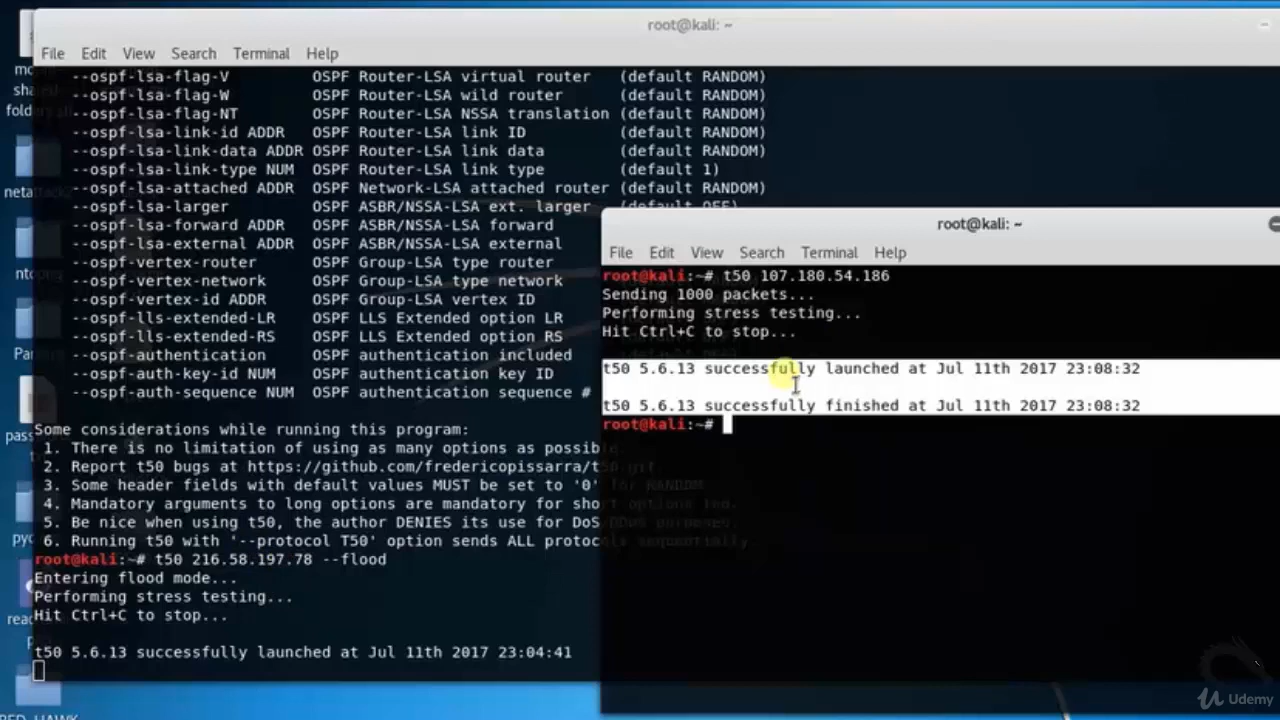 root@kali: ~
File Edit View Search Terminal Help
--ospf-lsa-flag-V OSPF Router-LSA virtual router (default RANDOM)
--ospf-lsa-flag-W OSPF Router-LSA wild router (default RANDOM)
--ospf-lsa-flag-NT OSPF Router-LSA NSSA translation (default RANDOM)
--ospf-lsa-link-id ADDR OSPF Router-LSA link ID (default RANDOM)
--ospf-lsa-link-data ADDR OSPF Router-LSA link data (default RANDOM)
--ospf-lsa-link-type NUM OSPF Router-LSA link type (default 1)
--ospf-lsa-attached ADDR OSPF Network-LSA attached router (default RANDOM)
--ospf-lsa-larger OSPF ASBR/NSSA-LSA ext. larger (default OFF)
--ospf-lsa-forward ADDR OSPF ASBR/NSSA-LSA forward
--ospf-lsa-external ADDR OSPF ASBR/NSSA-LSA external
--ospf-vertex-router OSPF Group-LSA type router
--ospf-vertex-network OSPF Group-LSA type network
--ospf-vertex-id ADDR OSPF Group-LSA vertex ID
--ospf-lls-extended-LR OSPF LLS Extended option LR
--ospf-lls-extended-RS OSPF LLS Extended option RS
--ospf-authentication OSPF authentication included
--ospf-auth-key-id NUM OSPF authentication key ID
--ospf-auth-sequence NUM OSPF authentication sequence #
Some considerations while running this program:
1. There is no limitation of using as many options as possible
2. Report t50 bugs at https://github.com/fredericopissarra/t50.git.
3. Some header fields with default values MUST be set to '0' for RANDOM.
4. Mandatory arguments to long options are mandatory for short options too.
5. Be nice when using t50, the author DENIES its use for DoS/DDoS purposes.
6. Running t50 with '--protocol T50' option sends ALL protocols sequentially.
root@kali:~# t50 216.58.197.78 --flood
Entering flood mode...
Performing stress testing...
Hit Ctrl+C to stop...
t50 5.6.13 successfully launched at Jul 11th 2017 23:04:41
root@kali: ~
File Edit View Search Terminal Help
root@kali:~# t50 107.180.54.186
Sending 1000 packets...
Performing stress testing...
Hit Ctrl+C to stop...
t50 5.6.13 successfully launched at Jul 11th 2017 23:08:32
t50 5.6.13 successfully finished at Jul 11th 2017 23:08:32
root@kali:~#
Udemy